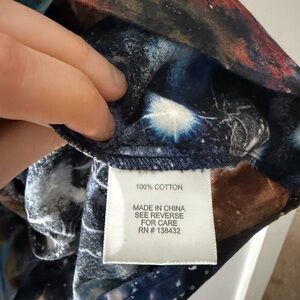 100% COTTON
MADE IN CHINA
SEE REVERSE
FOR CARE
RN # 138432